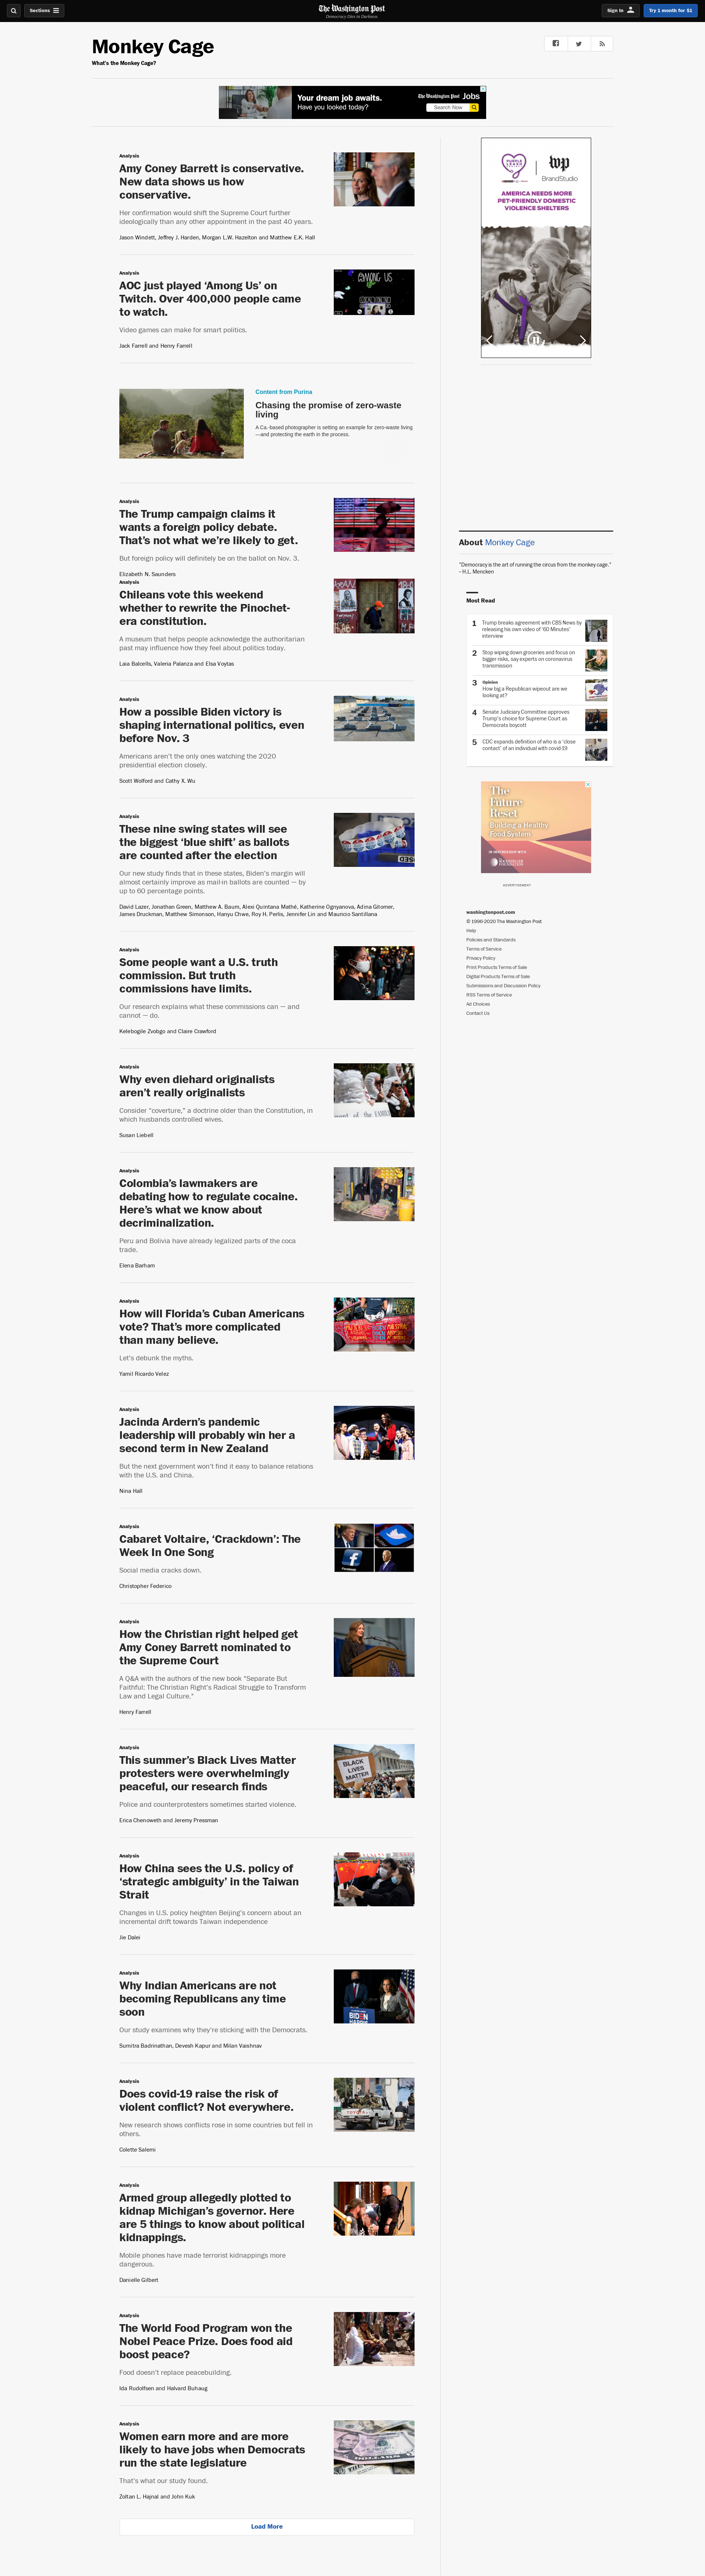 Sections
The Washington Post
Democracy Dies in Darkness
Sign In
Try 1 month for $1
Monkey Cage
What's the Monkey Cage?
Your dream job awaits.
Have you looked today?
The Washington Post Jobs
Search Now
Analysis
Amy Coney Barrett is conservative.
New data shows us how
conservative.
Her confirmation would shift the Supreme Court further
ideologically than any other appointment in the past 40 years.
Jason Windett, Jeffrey J. Harden, Morgan L.W. Hazelton and Matthew E.K. Hall
Analysis
AOC just played ‘Among Us’ on
Twitch. Over 400,000 people came
to watch.
Video games can make for smart politics.
Jack Farrell and Henry Farrell
AMONG US
Content from Purina
Chasing the promise of zero-waste
living
A Ca.-based photographer is setting an example for zero-waste living
—and protecting the earth in the process.
Analysis
The Trump campaign claims it
wants a foreign policy debate.
That’s not what we’re likely to get.
But foreign policy will definitely be on the ballot on Nov. 3.
Elizabeth N. Saunders
Analysis
Chileans vote this weekend
whether to rewrite the Pinochet-
era constitution.
A museum that helps people acknowledge the authoritarian
past may influence how they feel about politics today.
Laia Balcells, Valeria Palanza and Elsa Voytas
Analysis
How a possible Biden victory is
shaping international politics, even
before Nov. 3
Americans aren’t the only ones watching the 2020
presidential election closely.
Scott Wolford and Cathy X. Wu
Analysis
These nine swing states will see
the biggest ‘blue shift’ as ballots
are counted after the election
Our new study finds that in these states, Biden’s margin will
almost certainly improve as mail-in ballots are counted — by
up to 60 percentage points.
David Lazer, Jonathan Green, Matthew A. Baum, Alexi Quintana Mathé, Katherine Ognyanova, Adina Gitomer,
James Druckman, Matthew Simonson, Hanyu Chwe, Roy H. Perlis, Jennifer Lin and Mauricio Santillana
Analysis
Some people want a U.S. truth
commission. But truth
commissions have limits.
Our research explains what these commissions can — and
cannot — do.
Kelebogile Zvobgo and Claire Crawford
Analysis
Why even diehard originalists
aren’t really originalists
Consider “coverture,” a doctrine older than the Constitution, in
which husbands controlled wives.
Susan Liebell
Analysis
Colombia’s lawmakers are
debating how to regulate cocaine.
Here’s what we know about
decriminalization.
Peru and Bolivia have already legalized parts of the coca
trade.
Elena Barham
Analysis
How will Florida’s Cuban Americans
vote? That’s more complicated
than many believe.
Let’s debunk the myths.
Yamil Ricardo Velez
Analysis
Jacinda Ardern’s pandemic
leadership will probably win her a
second term in New Zealand
But the next government won’t find it easy to balance relations
with the U.S. and China.
Nina Hall
Analysis
Cabaret Voltaire, ‘Crackdown’: The
Week In One Song
Social media cracks down.
Christopher Federico
Analysis
How the Christian right helped get
Amy Coney Barrett nominated to
the Supreme Court
A Q&A with the authors of the new book "Separate But
Faithful: The Christian Right's Radical Struggle to Transform
Law and Legal Culture."
Henry Farrell
Analysis
This summer’s Black Lives Matter
protesters were overwhelmingly
peaceful, our research finds
Police and counterprotesters sometimes started violence.
Erica Chenoweth and Jeremy Pressman
BLACK
LIVES
MATTER
Analysis
How China sees the U.S. policy of
‘strategic ambiguity’ in the Taiwan
Strait
Changes in U.S. policy heighten Beijing’s concern about an
incremental drift towards Taiwan independence
Jie Dalei
Analysis
Why Indian Americans are not
becoming Republicans any time
soon
Our study examines why they’re sticking with the Democrats.
Sumitra Badrinathan, Devesh Kapur and Milan Vaishnav
BIDEN
HARRIS
Analysis
Does covid-19 raise the risk of
violent conflict? Not everywhere.
New research shows conflicts rose in some countries but fell in
others.
Colette Salemi
TOYOTA
Analysis
Armed group allegedly plotted to
kidnap Michigan’s governor. Here
are 5 things to know about political
kidnappings.
Mobile phones have made terrorist kidnappings more
dangerous.
Danielle Gilbert
Analysis
The World Food Program won the
Nobel Peace Prize. Does food aid
boost peace?
Food doesn’t replace peacebuilding.
Ida Rudolfsen and Halvard Buhaug
Analysis
Women earn more and are more
likely to have jobs when Democrats
run the state legislature
That’s what our study found.
Zoltan L. Hajnal and John Kuk
Load More
PURPLE
LEASH
PROJECT
wp
BrandStudio
AMERICA NEEDS MORE
PET-FRIENDLY DOMESTIC
VIOLENCE SHELTERS
About Monkey Cage
"Democracy is the art of running the circus from the monkey cage."
– H.L. Mencken
Most Read
1
Trump breaks agreement with CBS News by
releasing his own video of ‘60 Minutes’
interview
2
Stop wiping down groceries and focus on
bigger risks, say experts on coronavirus
transmission
3
Opinion
How big a Republican wipeout are we
looking at?
4
Senate Judiciary Committee approves
Trump’s choice for Supreme Court as
Democrats boycott
5
CDC expands definition of who is a ‘close
contact’ of an individual with covid-19
The
Future
Reset
Building a Healthy
Food System
IN PARTNERSHIP WITH
ADVERTISEMENT
washingtonpost.com
© 1996-2020 The Washington Post
Help
Policies and Standards
Terms of Service
Privacy Policy
Print Products Terms of Sale
Digital Products Terms of Sale
Submissions and Discussion Policy
RSS Terms of Service
Ad Choices
Contact Us